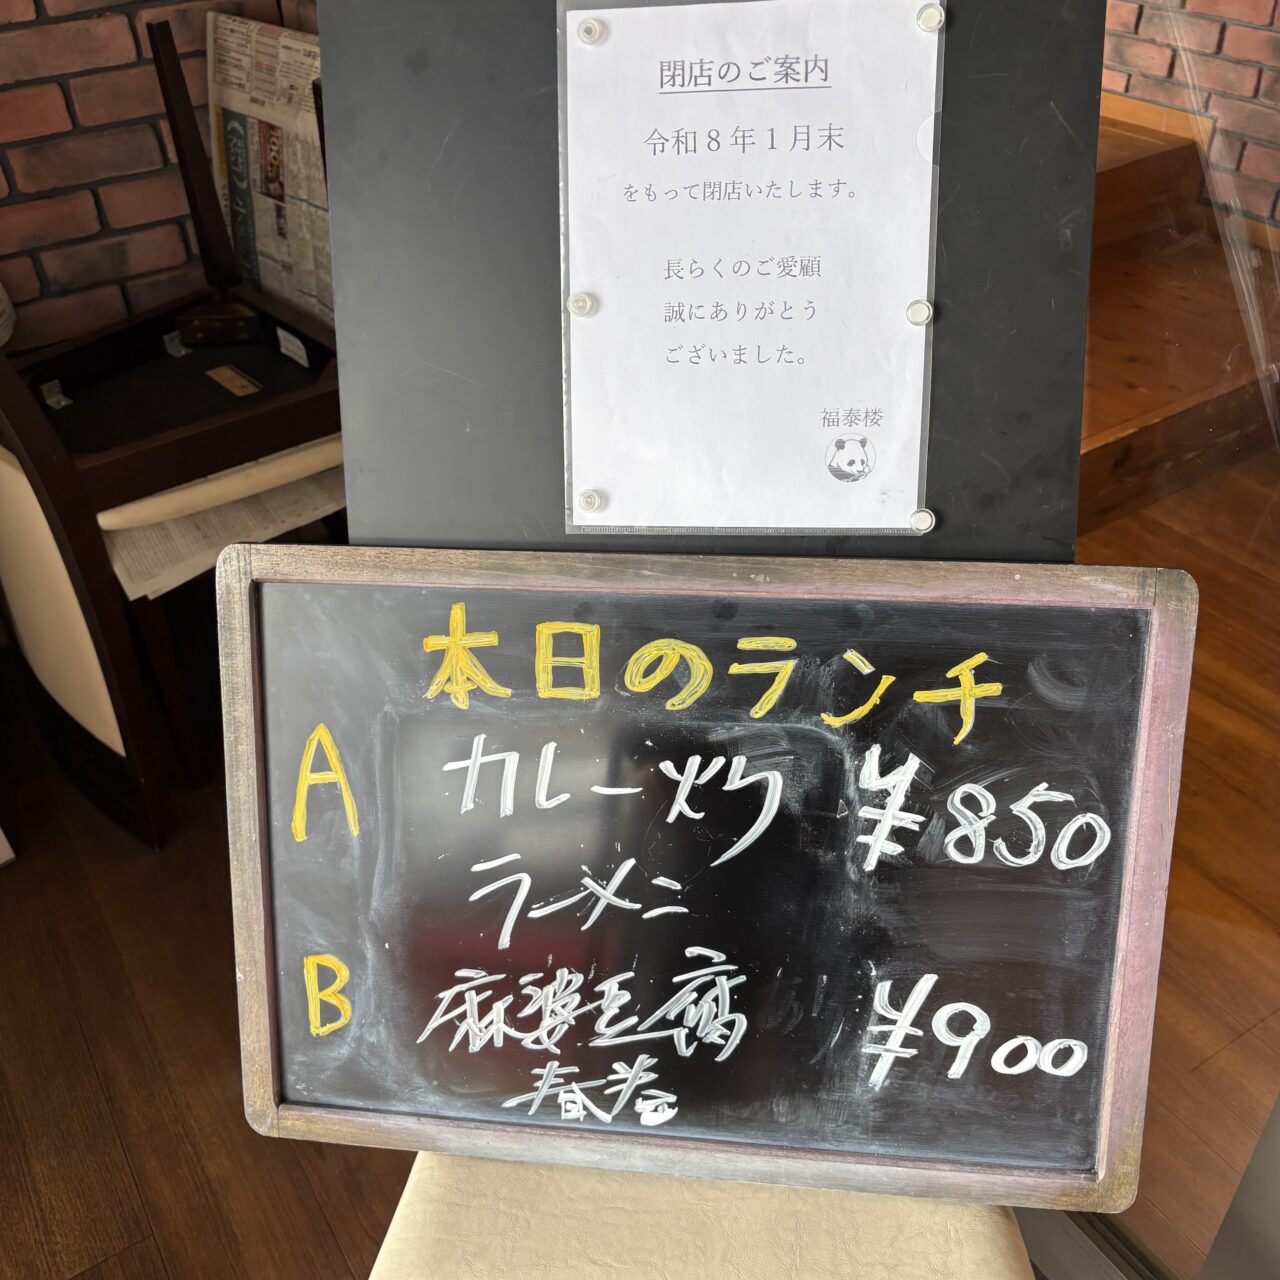 閉店のご案内
令和8年1月末
をもって閉店いたします。
長らくのご愛顧
誠にありがとう
ございました。
福泰楼
本日のランチ
A カレー炒 ¥850
ラーメン
B 麻婆豆腐 ¥900
春巻